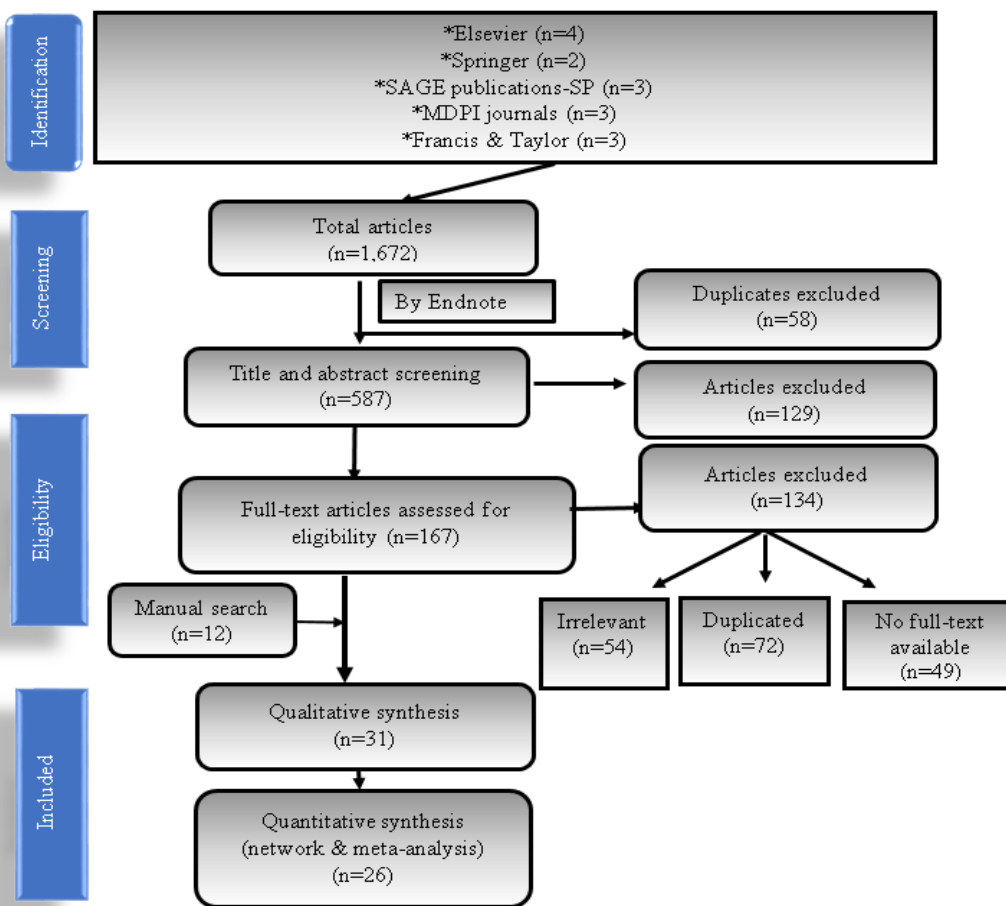 Identification
*Elsevier (n=4)
*Springer (n=2)
*SAGE publications-SP (n=3)
*MDPI journals (n=3)
*Francis & Taylor (n=3)
Screening
Total articles
(n=1,672)
By Endnote
Duplicates excluded
(n=58)
Title and abstract screening
(n=587)
Articles excluded
(n=129)
Eligibility
Full-text articles assessed for
eligibility (n=167)
Articles excluded
(n=134)
Manual search
(n=12)
Irrelevant
(n=54)
Duplicated
(n=72)
No full-text
available
(n=49)
Included
Qualitative synthesis
(n=31)
Quantitative synthesis
(network & meta-analysis)
(n=26)